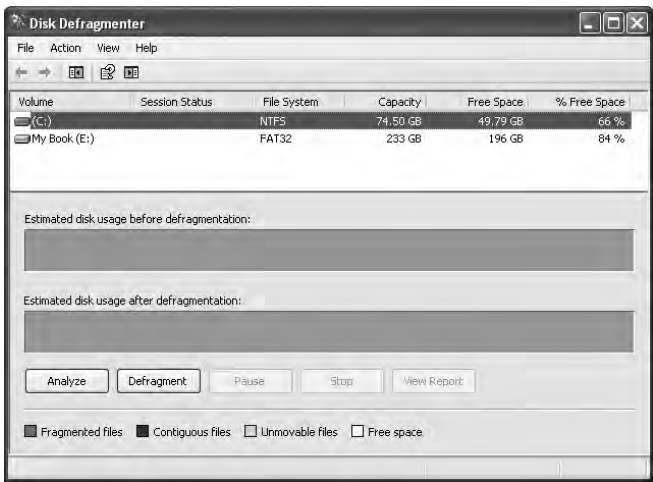 Disk Defragmenter
File Action View Help
Volume Session Status File System Capacity Free Space % Free Space
(C:) NTFS 74.50 GB 49.79 GB 66 %
My Book (E:) FAT32 233 GB 196 GB 84 %
Estimated disk usage before defragmentation:
Estimated disk usage after defragmentation:
Analyze Defragment Pause Stop View Report
Fragmented files Contiguous files Unmovable files Free space